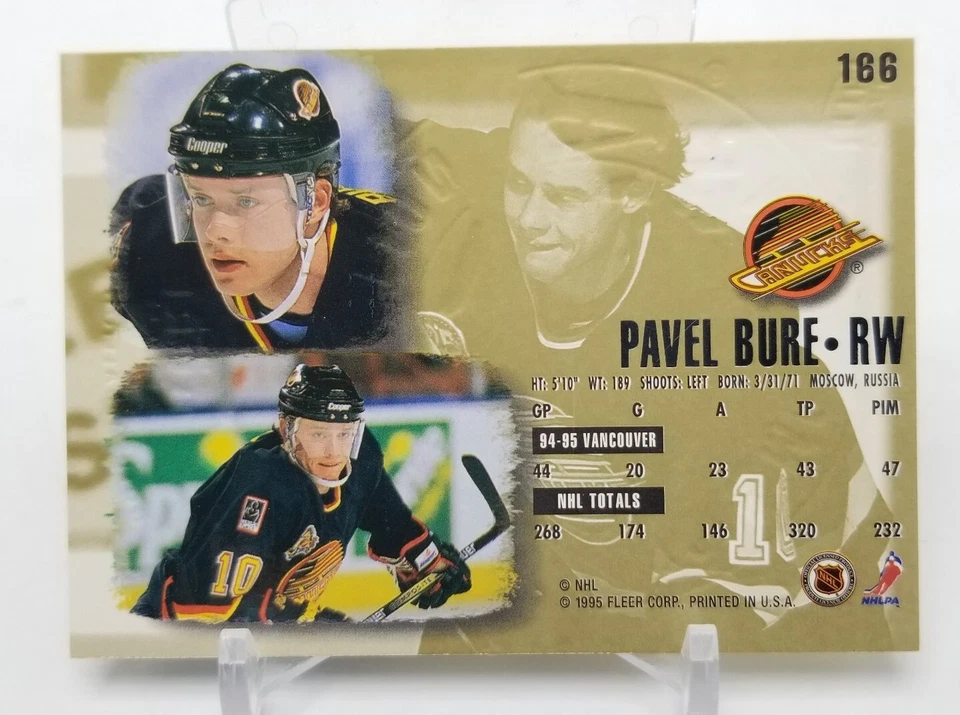 166
Cooper
CANUCKS
®
PAVEL BURE • RW
HT: 5'10" WT: 189 SHOOTS: LEFT BORN: 3/31/71 MOSCOW, RUSSIA
GP G A TP PIM
94-95 VANCOUVER
44 20 23 43 47
NHL TOTALS
268 174 146 320 232
Cooper
10
10
© NHL
© 1995 FLEER CORP., PRINTED IN U.S.A.
NHL
NHLPA